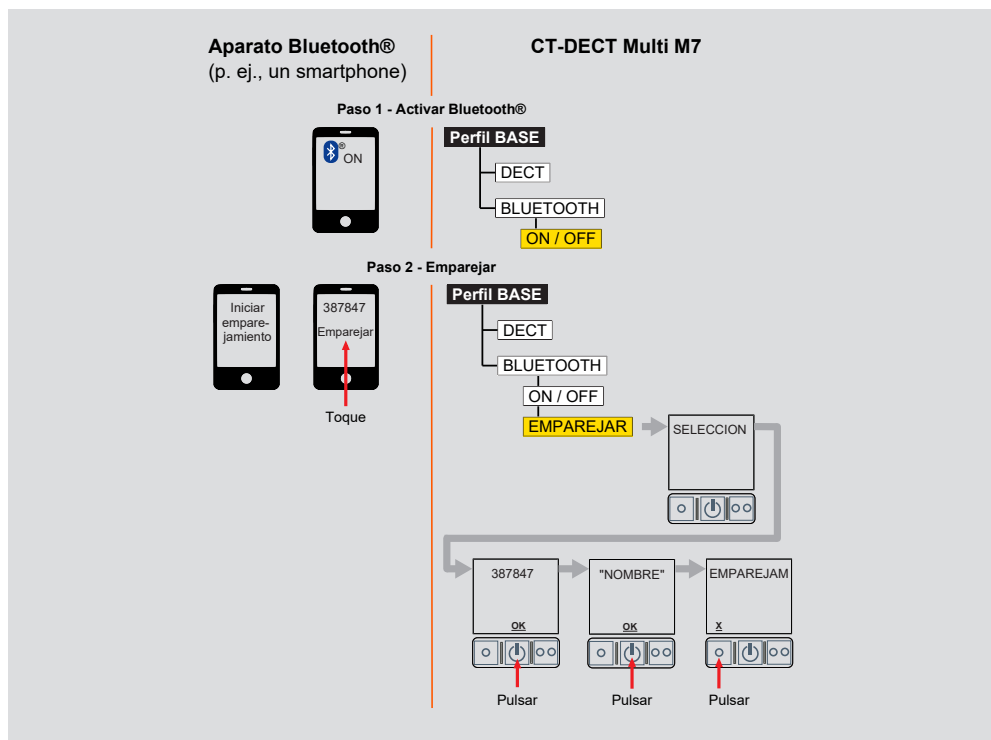 Aparato Bluetooth®
(p. ej., un smartphone)
CT-DECT Multi M7
Paso 1 - Activar Bluetooth®
® ON
Perfil BASE
DECT
BLUETOOTH
ON / OFF
Paso 2 - Emparejar
Iniciar
empare-
jamiento
387847
Emparejar
Toque
Perfil BASE
DECT
BLUETOOTH
ON / OFF
EMPAREJAR
SELECCION
387847
OK
Pulsar
"NOMBRE"
OK
Pulsar
EMPAREJAM
X
Pulsar